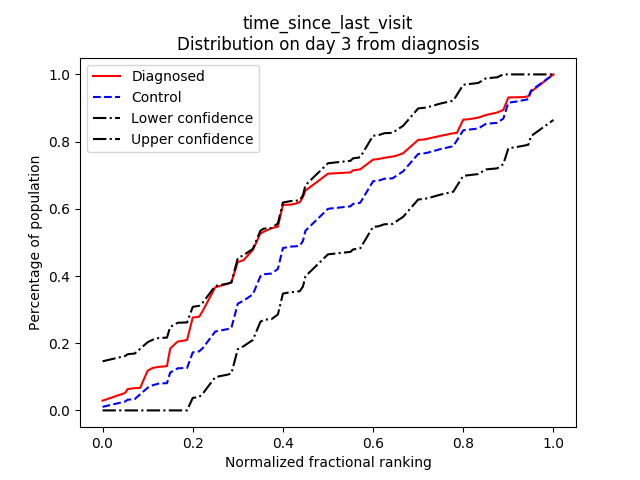 time_since_last_visit
Distribution on day 3 from diagnosis
Diagnosed
Control
Lower confidence
Upper confidence
Percentage of population
1.0
0.8
0.6
0.4
0.2
0.0
0.0 0.2 0.4 0.6 0.8 1.0
Normalized fractional ranking